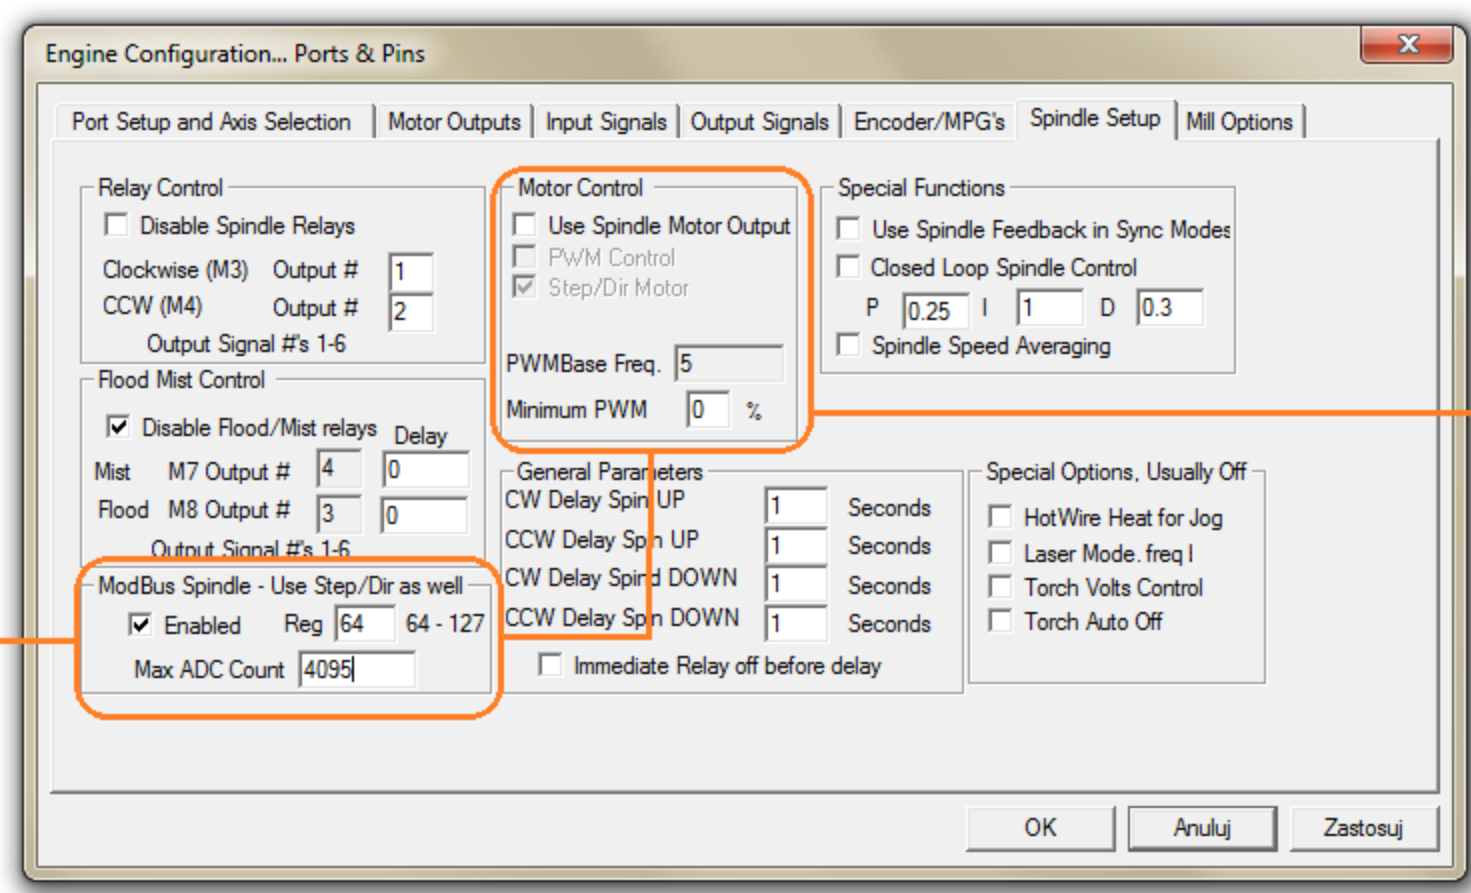 Engine Configuration... Ports & Pins
Port Setup and Axis Selection Motor Outputs Input Signals Output Signals Encoder/MPG's Spindle Setup Mill Options
Relay Control
Disable Spindle Relays
Clockwise (M3) Output # 1
CCW (M4) Output # 2
Output Signal #'s 1-6
Flood Mist Control
Disable Flood/Mist relays Delay
Mist M7 Output # 4 0
Flood M8 Output # 3 0
Output Signal #'s 1-6
ModBus Spindle - Use Step/Dir as well
Enabled Reg 64 64 - 127
Max ADC Count 4095
Motor Control
Use Spindle Motor Output
PWM Control
Step/Dir Motor
PWMBase Freq. 5
Minimum PWM 0 %
General Parameters
CW Delay Spin UP 1 Seconds
CCW Delay Spin UP 1 Seconds
CW Delay Spind DOWN 1 Seconds
CCW Delay Spin DOWN 1 Seconds
Immediate Relay off before delay
Special Functions
Use Spindle Feedback in Sync Modes
Closed Loop Spindle Control
P 0.25 I 1 D 0.3
Spindle Speed Averaging
Special Options, Usually Off
HotWire Heat for Jog
Laser Mode. freq
Torch Volts Control
Torch Auto Off
OK Anuluj Zastosuj